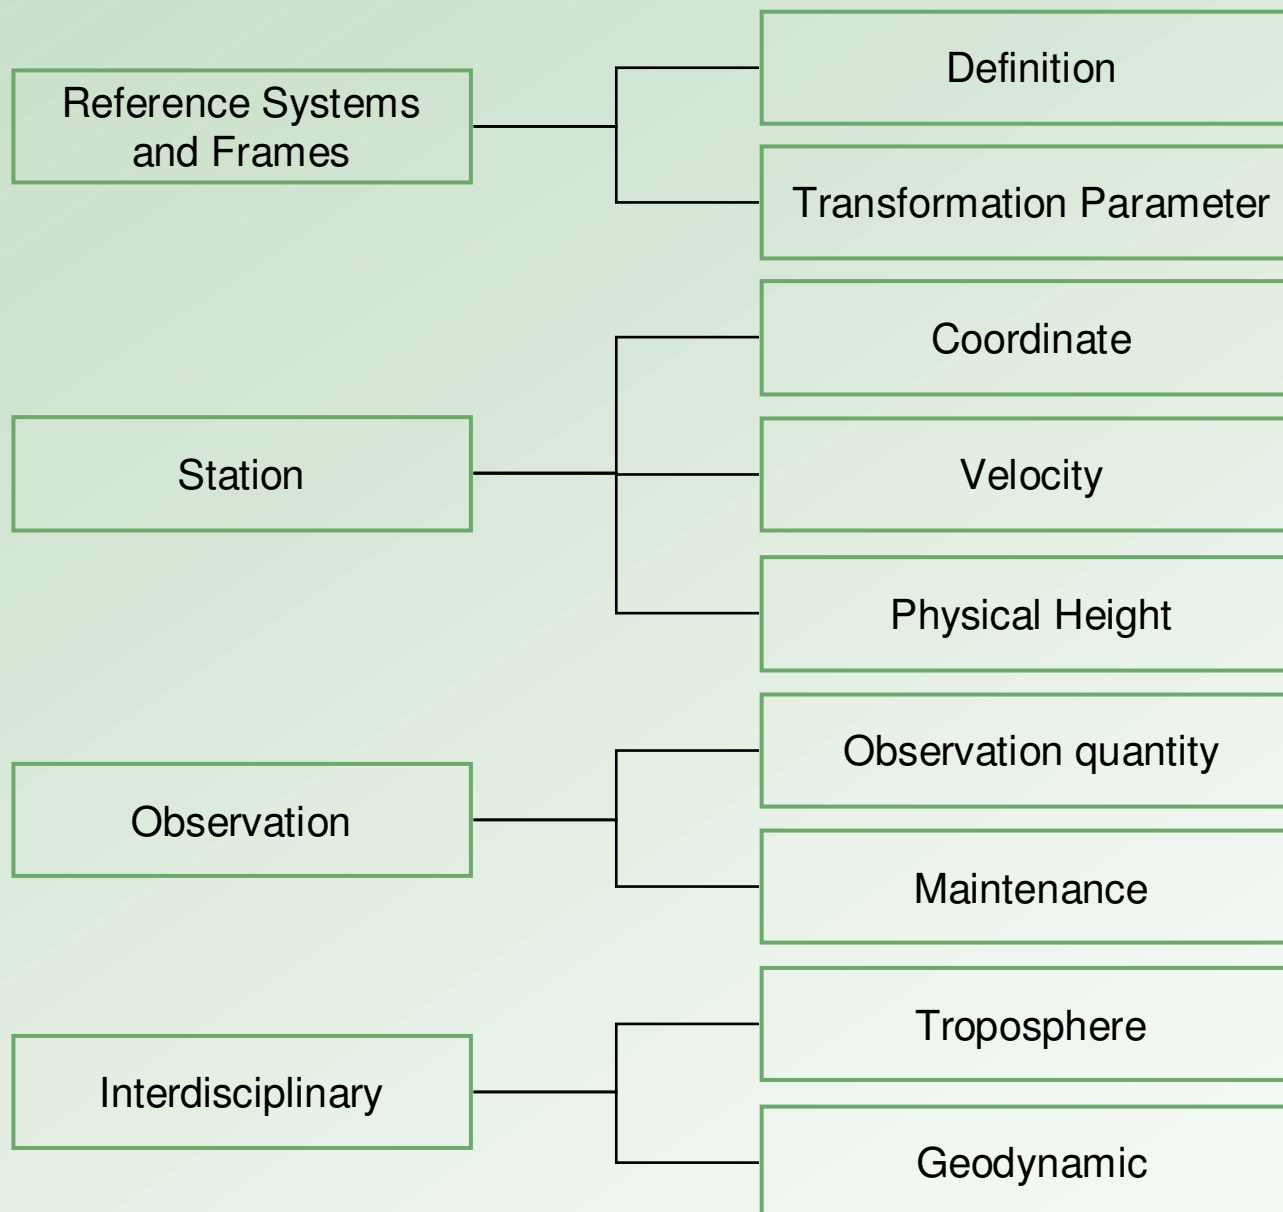 Reference Systems
and Frames
Definition
Transformation Parameter
Station
Coordinate
Velocity
Physical Height
Observation
Observation quantity
Maintenance
Interdisciplinary
Troposphere
Geodynamic